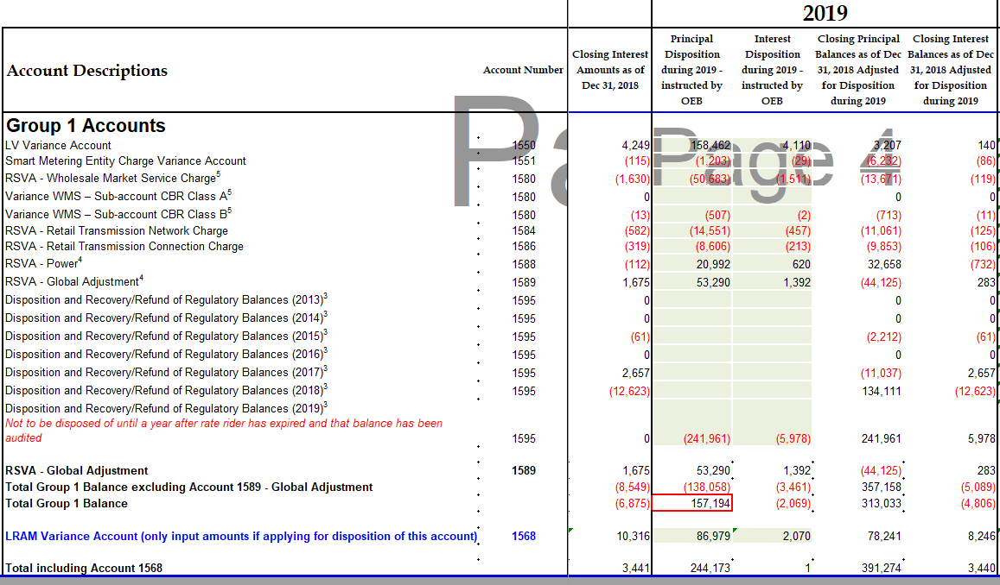 2019
Account Descriptions Account Number Closing Interest Amounts as of Dec 31, 2018 Principal Disposition during 2019 - instructed by OEB Interest Disposition during 2019 - instructed by OEB Closing Principal Balances as of Dec 31, 2018 Adjusted for Disposition during 2019 Closing Interest Balances as of Dec 31, 2018 Adjusted for Disposition during 2019
Group 1 Accounts
LV Variance Account 1550 4,249 158,462 4,110 3,207 140
Smart Metering Entity Charge Variance Account 1551 (115) (1,203) (29) (6,232) (86)
RSVA - Wholesale Market Service Charge5 1580 (1,630) (50,683) (1,511) (13,671) (119)
Variance WMS – Sub-account CBR Class A5 1580 0 0 0
Variance WMS – Sub-account CBR Class B5 1580 (13) (507) (2) (713) (11)
RSVA - Retail Transmission Network Charge 1584 (582) (14,551) (457) (11,061) (125)
RSVA - Retail Transmission Connection Charge 1586 (319) (8,606) (213) (9,853) (106)
RSVA - Power4 1588 (112) 20,992 620 32,658 (732)
RSVA - Global Adjustment4 1589 1,675 53,290 1,392 (44,125) 283
Disposition and Recovery/Refund of Regulatory Balances (2013)3 1595 0 0 0
Disposition and Recovery/Refund of Regulatory Balances (2014)3 1595 0 0 0
Disposition and Recovery/Refund of Regulatory Balances (2015)3 1595 (61) (2,212) (61)
Disposition and Recovery/Refund of Regulatory Balances (2016)3 1595 0 0 0
Disposition and Recovery/Refund of Regulatory Balances (2017)3 1595 2,657 (11,037) 2,657
Disposition and Recovery/Refund of Regulatory Balances (2018)3 1595 (12,623) 134,111 (12,623)
Disposition and Recovery/Refund of Regulatory Balances (2019)3
Not to be disposed of until a year after rate rider has expired and that balance has been
audited 1595 0 (241,961) (5,978) 241,961 5,978
RSVA - Global Adjustment 1589 1,675 53,290 1,392 (44,125) 283
Total Group 1 Balance excluding Account 1589 - Global Adjustment (8,549) (138,058) (3,461) 357,158 (5,089)
Total Group 1 Balance (6,875) 157,194 (2,069) 313,033 (4,806)
LRAM Variance Account (only input amounts if applying for disposition of this account) 1568 10,316 86,979 2,070 78,241 8,246
Total including Account 1568 3,441 244,173 1 391,274 3,440
Pa
Page 4